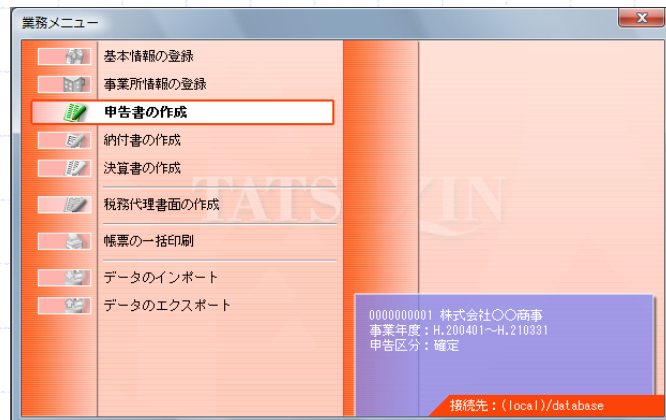 業務メニュー
基本情報の登録
事業所情報の登録
申告書の作成
納付書の作成
決算書の作成
税務代理書面の作成
帳票の一括印刷
データのインポート
データのエクスポート
TATSUZIN
0000000001 株式会社〇〇商事
事業年度：H.200401～H.210331
申告区分：確定
接続先：(local)/database